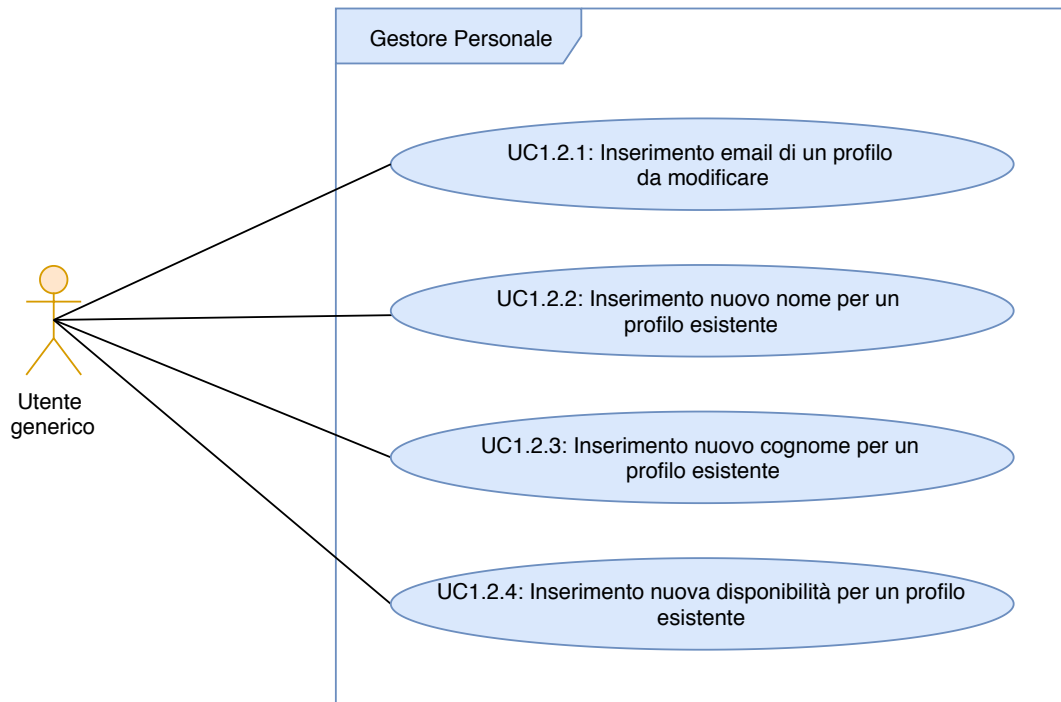 Gestore Personale
UC1.2.1: Inserimento email di un profilo
da modificare
UC1.2.2: Inserimento nuovo nome per un
profilo esistente
Utente
generico
UC1.2.3: Inserimento nuovo cognome per un
profilo esistente
UC1.2.4: Inserimento nuova disponibilità per un profilo
esistente